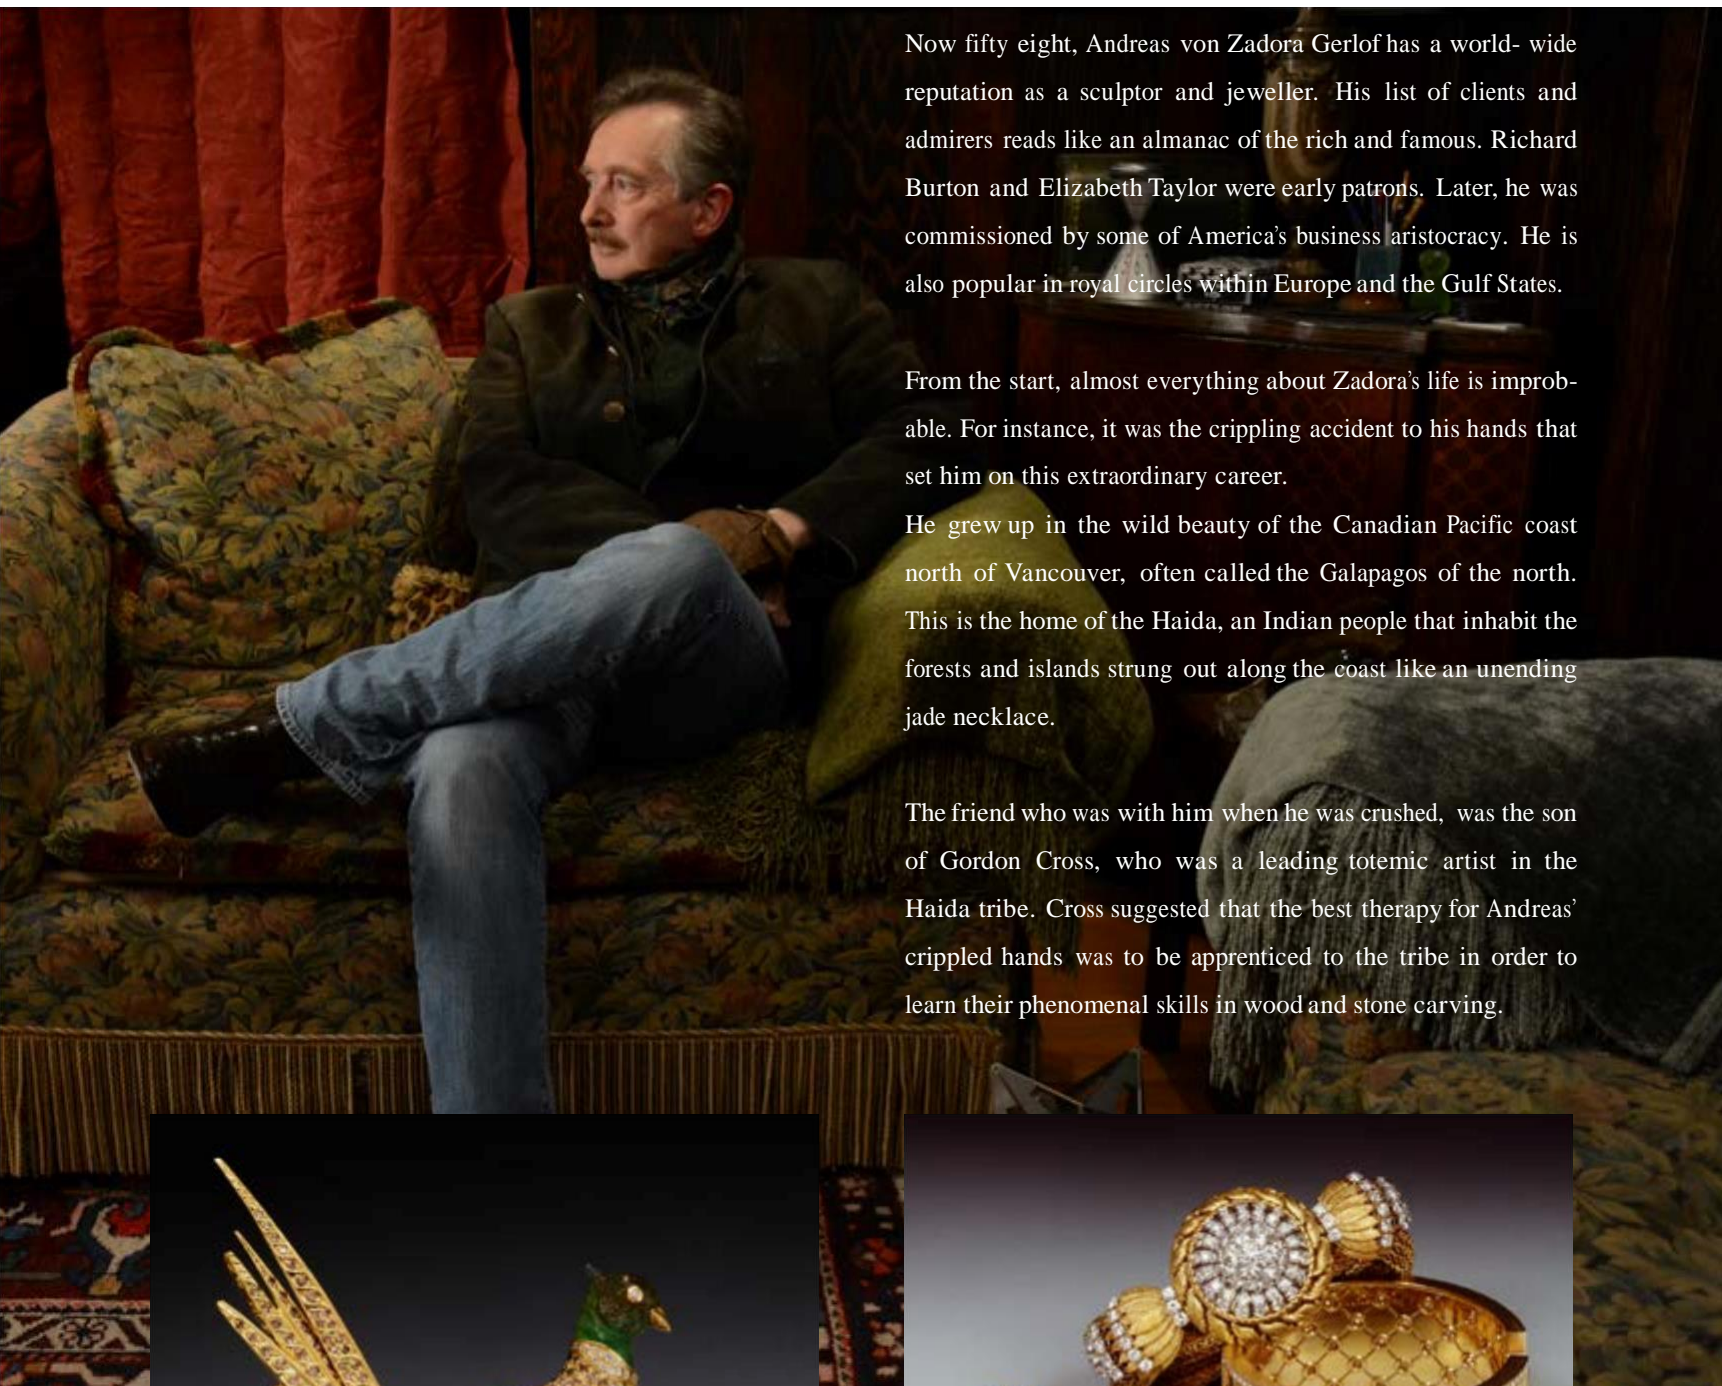 Now fifty eight, Andreas von Zadora Gerlof has a world- wide
reputation as a sculptor and jeweller. His list of clients and
admirers reads like an almanac of the rich and famous. Richard
Burton and Elizabeth Taylor were early patrons. Later, he was
commissioned by some of America’s business aristocracy. He is
also popular in royal circles within Europe and the Gulf States.
From the start, almost everything about Zadora’s life is improb-
able. For instance, it was the crippling accident to his hands that
set him on this extraordinary career.
He grew up in the wild beauty of the Canadian Pacific coast
north of Vancouver, often called the Galapagos of the north.
This is the home of the Haida, an Indian people that inhabit the
forests and islands strung out along the coast like an unending
jade necklace.
The friend who was with him when he was crushed, was the son
of Gordon Cross, who was a leading totemic artist in the
Haida tribe. Cross suggested that the best therapy for Andreas’
crippled hands was to be apprenticed to the tribe in order to
learn their phenomenal skills in wood and stone carving.